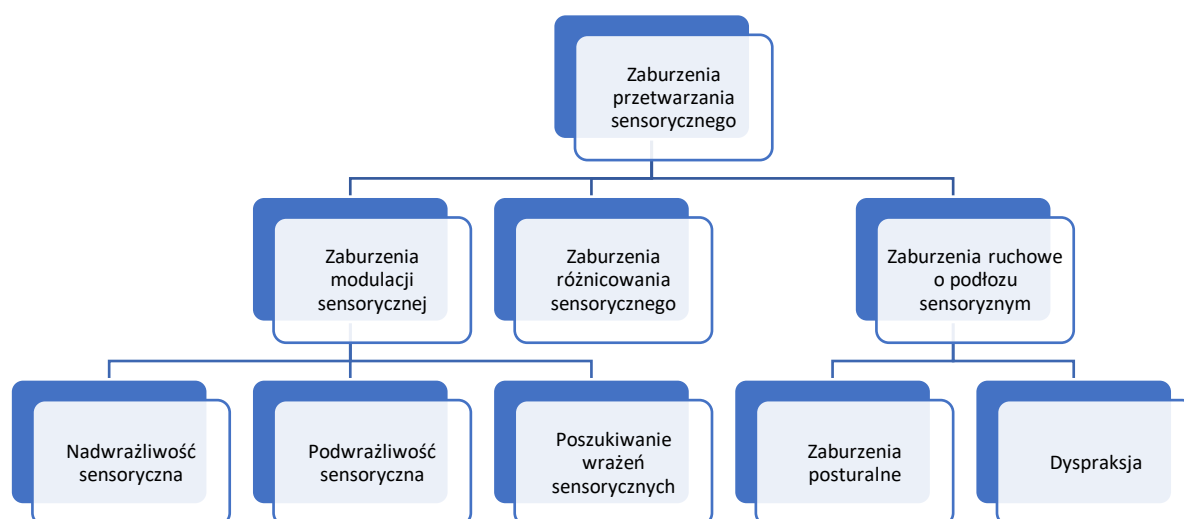 Zaburzenia
przetwarzania
sensorycznego
Zaburzenia
modulacji
sensorycznej
Zaburzenia
różnicowania
sensorycznego
Zaburzenia ruchowe
o podłozu
sensoryznym
Nadwrażliwość
sensoryczna
Podwrażliwość
sensoryczna
Poszukiwanie
wrażeń
sensorycznych
Zaburzenia
posturalne
Dyspraksja